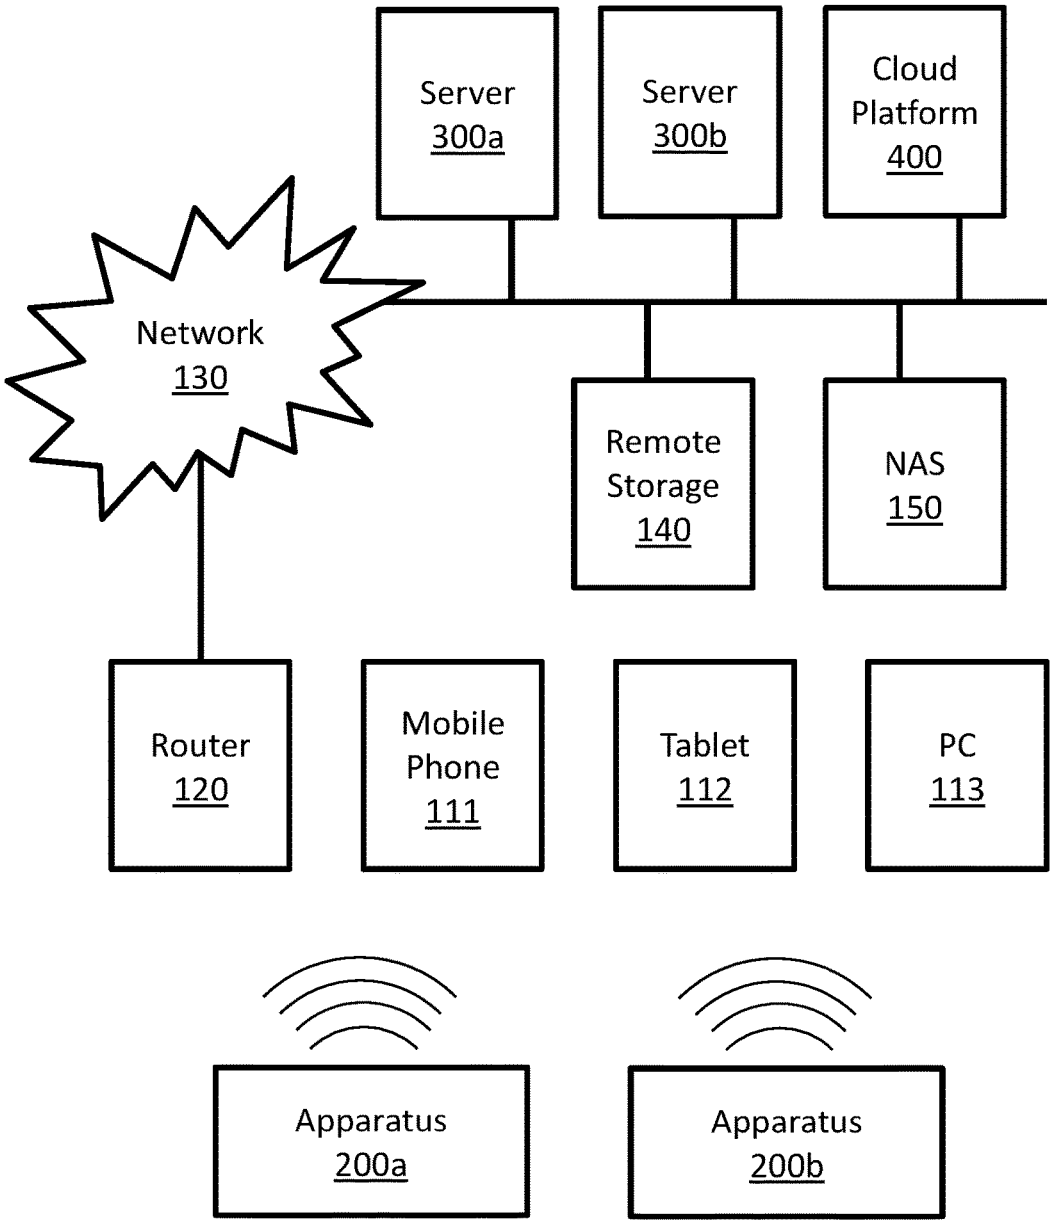 Server
300a
Server
300b
Cloud
Platform
400
Network
130
Remote
Storage
140
NAS
150
Router
120
Mobile
Phone
111
Tablet
112
PC
113
Apparatus
200a
Apparatus
200b